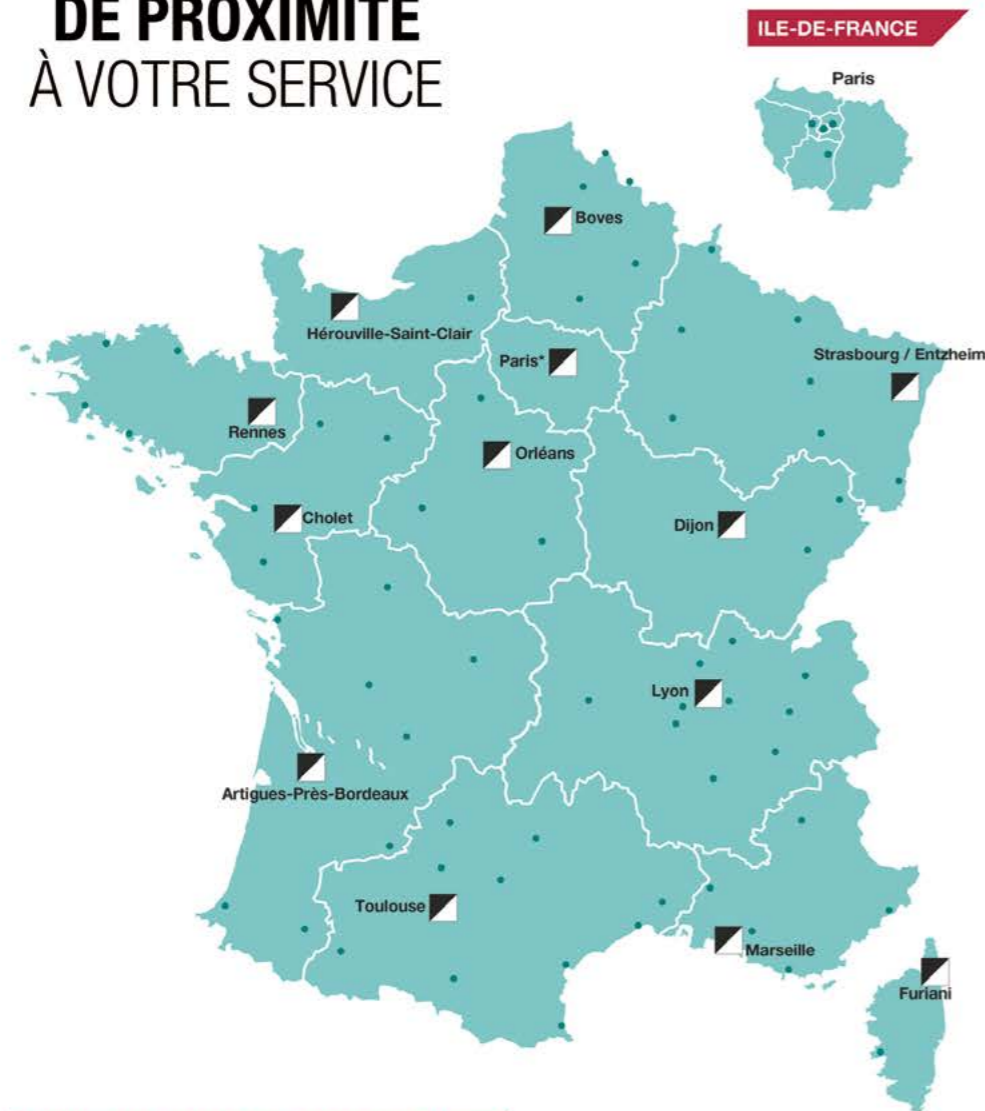 DE PROXIMITÉ
À VOTRE SERVICE
ILE-DE-FRANCE
Paris
Boves
Hérouville-Saint-Clair
Paris*
Strasbourg / Entzheim
Rennes
Orléans
Cholet
Dijon
Lyon
Artigues-Près-Bordeaux
Toulouse
Marseille
Furiani